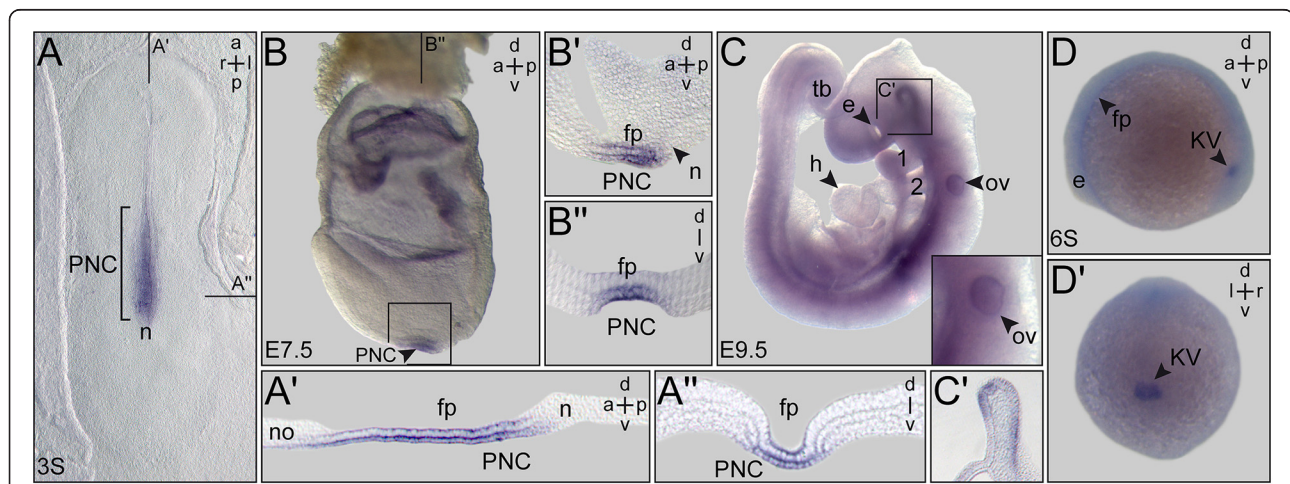 A
A'
a
r l
p
PNC
A"
n
3S
B
B"
PNC
E7.5
B'
d
a p
v
fp
n
PNC
B"
d
v
fp
PNC
C
tb
e
C'
h
1
2
ov
E9.5
ov
D
d
a p
v
fp
KV
e
6S
D'
d
l r
v
KV
A'
fp
d
a p
v
n
no
PNC
A"
fp
d
v
PNC
C'